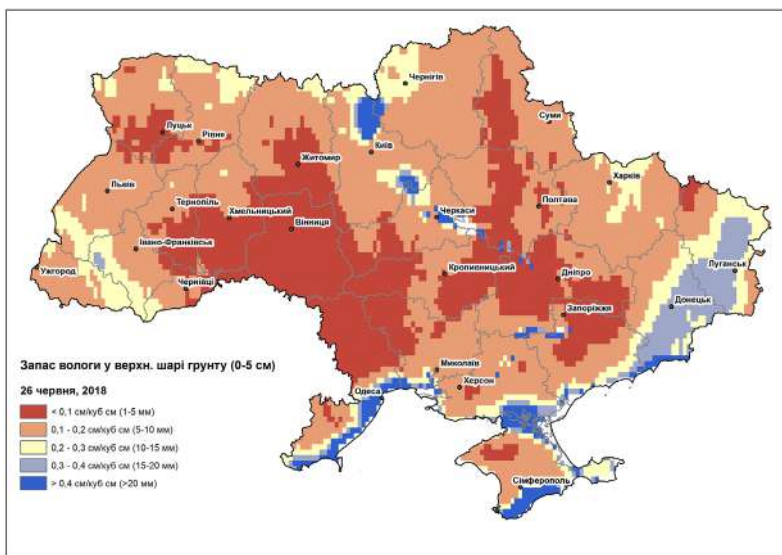 Чернігів
Суми
Луцьк
Рівне
Київ
Житомир
Харків
Львів
Тернопіль
Хмельницький
Вінниця
Черкаси
Полтава
Івано-Франківськ
Ужгород
Чернівці
Кропивницький
Дніпро
Луганськ
Донецьк
Запоріжжя
Миколаїв
Херсон
Одеса
Сімферополь
Запас вологи у верхн. шарі грунту (0-5 см)
26 червня, 2018
< 0,1 см/куб см (1-5 мм)
0,1 - 0,2 см/куб см (5-10 мм)
0,2 - 0,3 см/куб см (10-15 мм)
0,3 - 0,4 см/куб см (15-20 мм)
> 0,4 см/куб см (>20 мм)